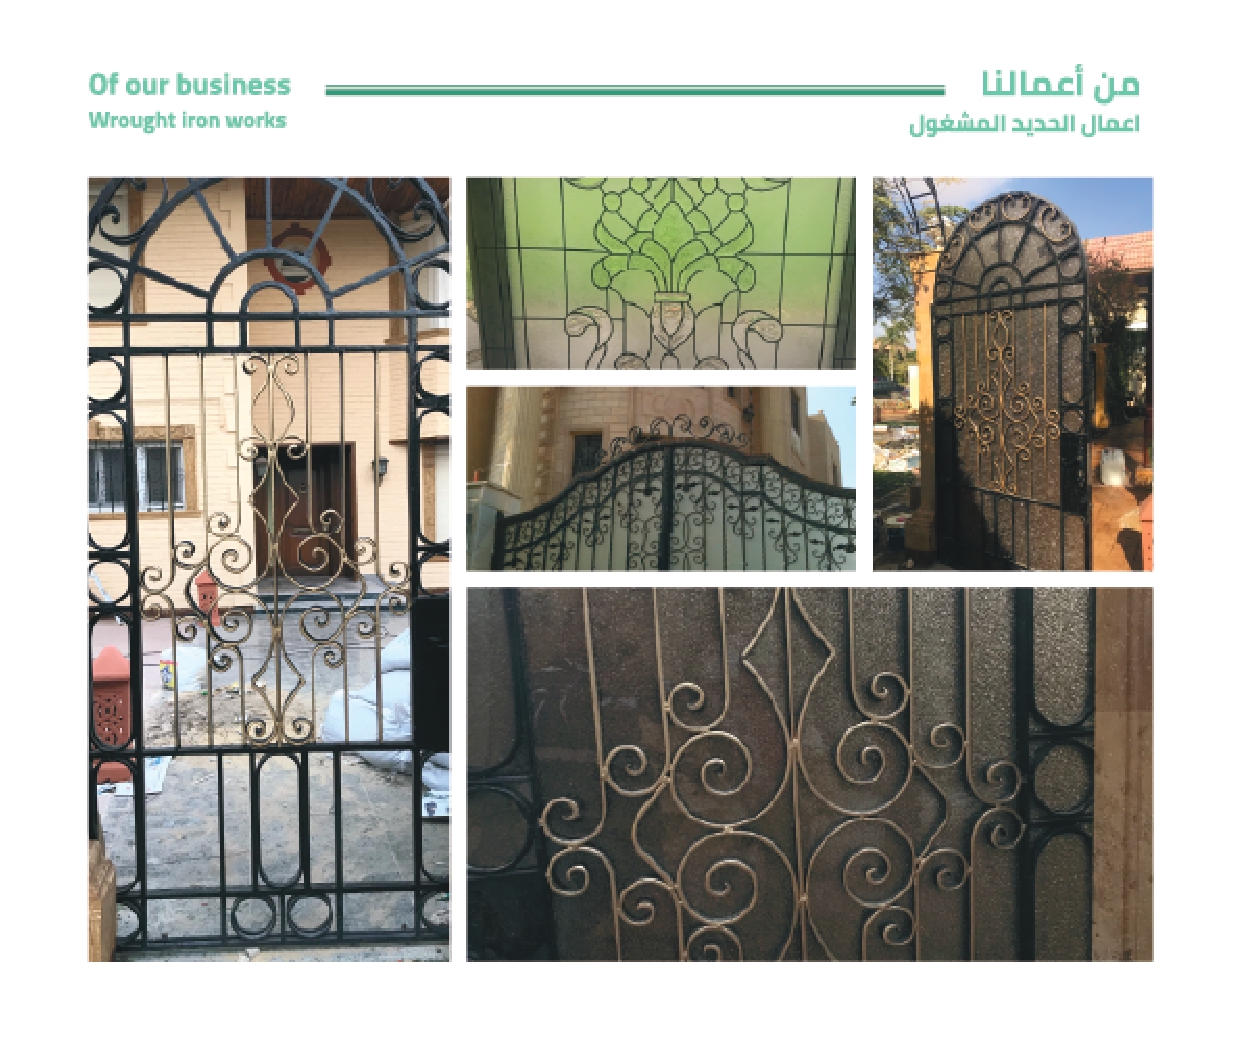 Of our business
Wrought iron works
من أعمالنا
اعمال الحديد المشغول